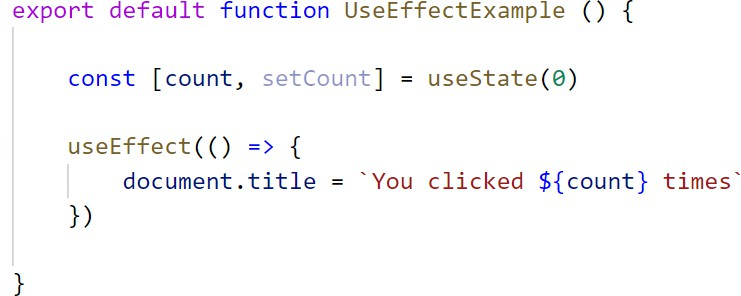 export default function UseEffectExample () {
const [count, setCount] = useState(0)
useEffect(() => {
document.title = `You clicked ${count} times`
})
}